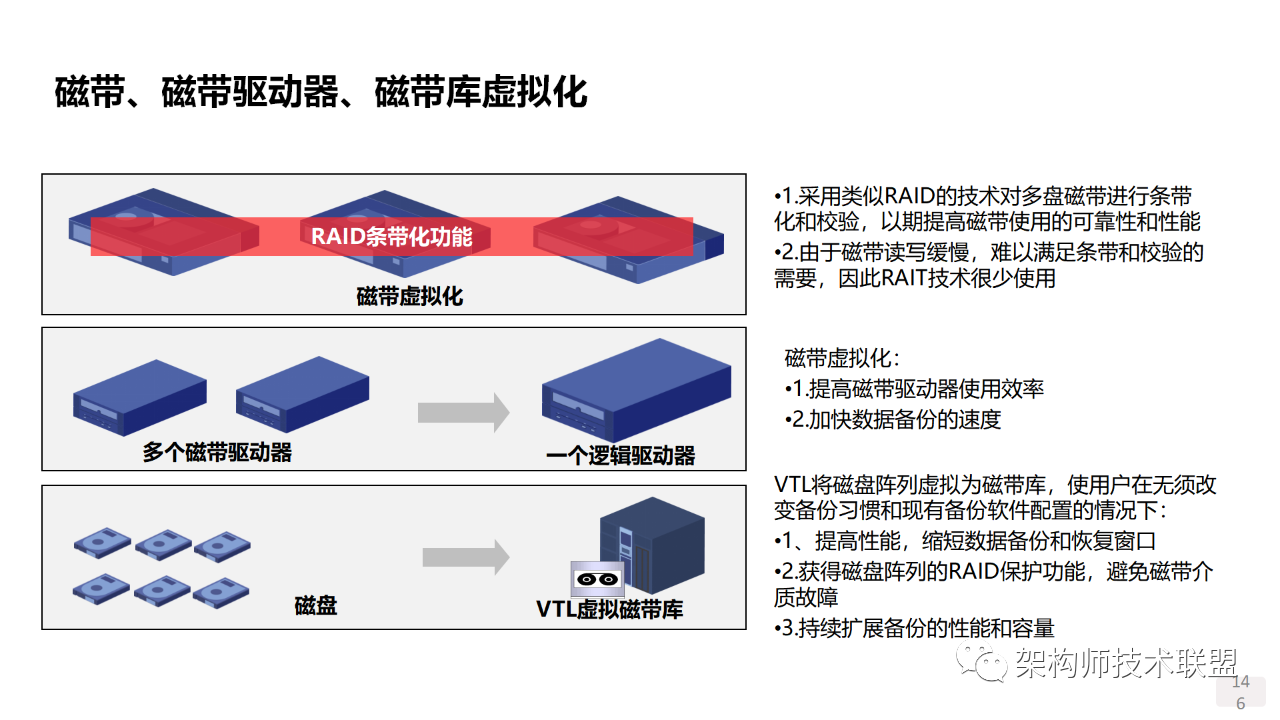 磁带、磁带驱动器、磁带库虚拟化
RAID条带化功能
磁带虚拟化
•1.采用类似RAID的技术对多盘磁带进行条带
化和校验，以期提高磁带使用的可靠性和性能
•2.由于磁带读写缓慢，难以满足条带和校验的
需要，因此RAIT技术很少使用
多个磁带驱动器
一个逻辑驱动器
磁带虚拟化：
•1.提高磁带驱动器使用效率
•2.加快数据备份的速度
磁盘
VTL虚拟磁带库
VTL将磁盘阵列虚拟为磁带库，使用户在无须改
变备份习惯和现有备份软件配置的情况下：
•1、提高性能，缩短数据备份和恢复窗口
•2.获得磁盘阵列的RAID保护功能，避免磁带介
质故障
•3.持续扩展备份的性能和容量
架构师技术联盟
14
6